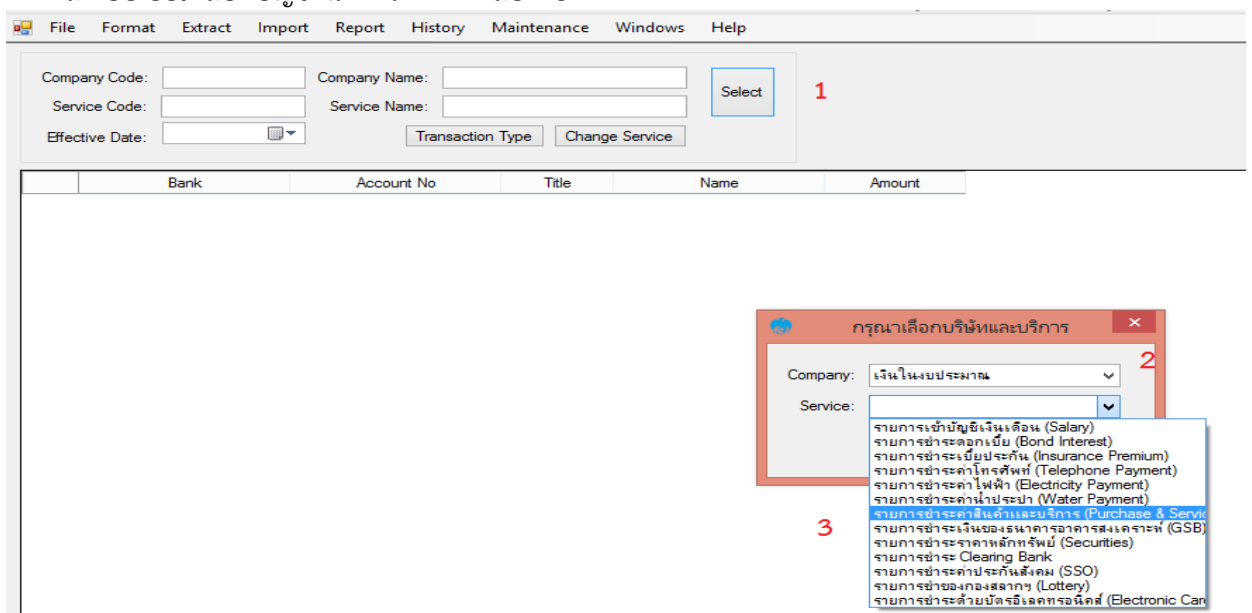 File Format Extract Import Report History Maintenance Windows Help
Company Code: Company Name: Select 1
Service Code: Service Name:
Effective Date: Transaction Type Change Service
Bank Account No Title Name Amount
กรุณาเลือกบริษัทและบริการ
2
Company: เงินในงบประมาณ
Service:
รายการเข้าบัญชีเงินเดือน (Salary)
รายการชำระดอกเบี้ย (Bond Interest)
รายการชำระเบี้ยประกัน (Insurance Premium)
รายการชำระค่าโทรศัพท์ (Telephone Payment)
รายการชำระค่าไฟฟ้า (Electricity Payment)
รายการชำระค่าน้ำประปา (Water Payment)
รายการชำระค่าสินค้าและบริการ (Purchase & Servic
3 รายการชำระเงินของธนาคารอาคารสงเคราะห์ (GSB)
รายการชำระราคาหลักทรัพย์ (Securities)
รายการชำระ Clearing Bank
รายการชำระค่าประกันสังคม (SSO)
รายการชำของกองสลากฯ (Lottery)
รายการชำระด้วยบัตรอิเลคทรอนิคส์ (Electronic Car